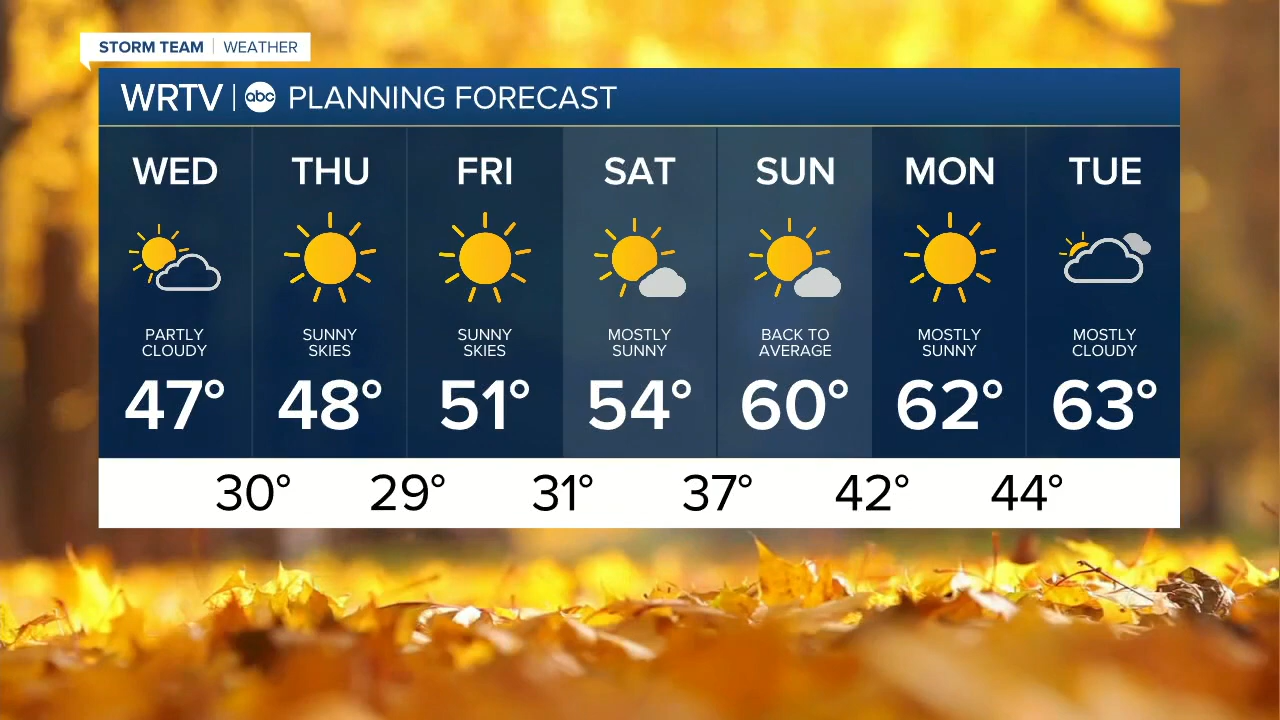 STORM TEAM | WEATHER
WRTV | abc PLANNING FORECAST
WED THU FRI SAT SUN MON TUE
PARTLY CLOUDY
SUNNY SKIES
SUNNY SKIES
MOSTLY SUNNY
BACK TO AVERAGE
MOSTLY SUNNY
MOSTLY CLOUDY
47° 48° 51° 54° 60° 62° 63°
30° 29° 31° 37° 42° 44°